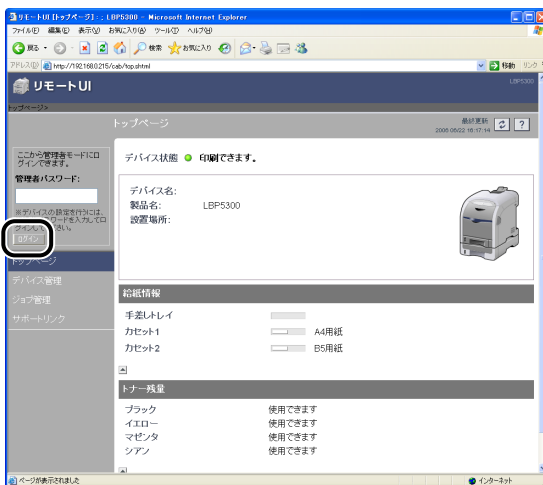 リモートUI [トップページ] : ; LBP5300 - Microsoft Internet Explorer
ファイル(F) 編集(E) 表示(V) お気に入り(A) ツール(T) ヘルプ(H)
戻る 検索 お気に入り
アドレス(D) http://192.168.0.215/cab/top.shtml 移動 リンク
リモートUI
LBP5300
トップページ>
トップページ
最終更新
2006 06/22 16:17:14
ここから管理者モードにロ
グインできます。
管理者パスワード:
※デバイスの設定を行うには、
ードを入力してロ
ログイン
トップページ
デバイス管理
ジョブ管理
サポートリンク
デバイス状態 印刷できます。
デバイス名:
製品名: LBP5300
設置場所:
給紙情報
手差しトレイ
カセット1 A4用紙
カセット2 B5用紙
トナー残量
ブラック 使用できます
イエロー 使用できます
マゼンタ 使用できます
シアン 使用できます
ページが表示されました
インターネット